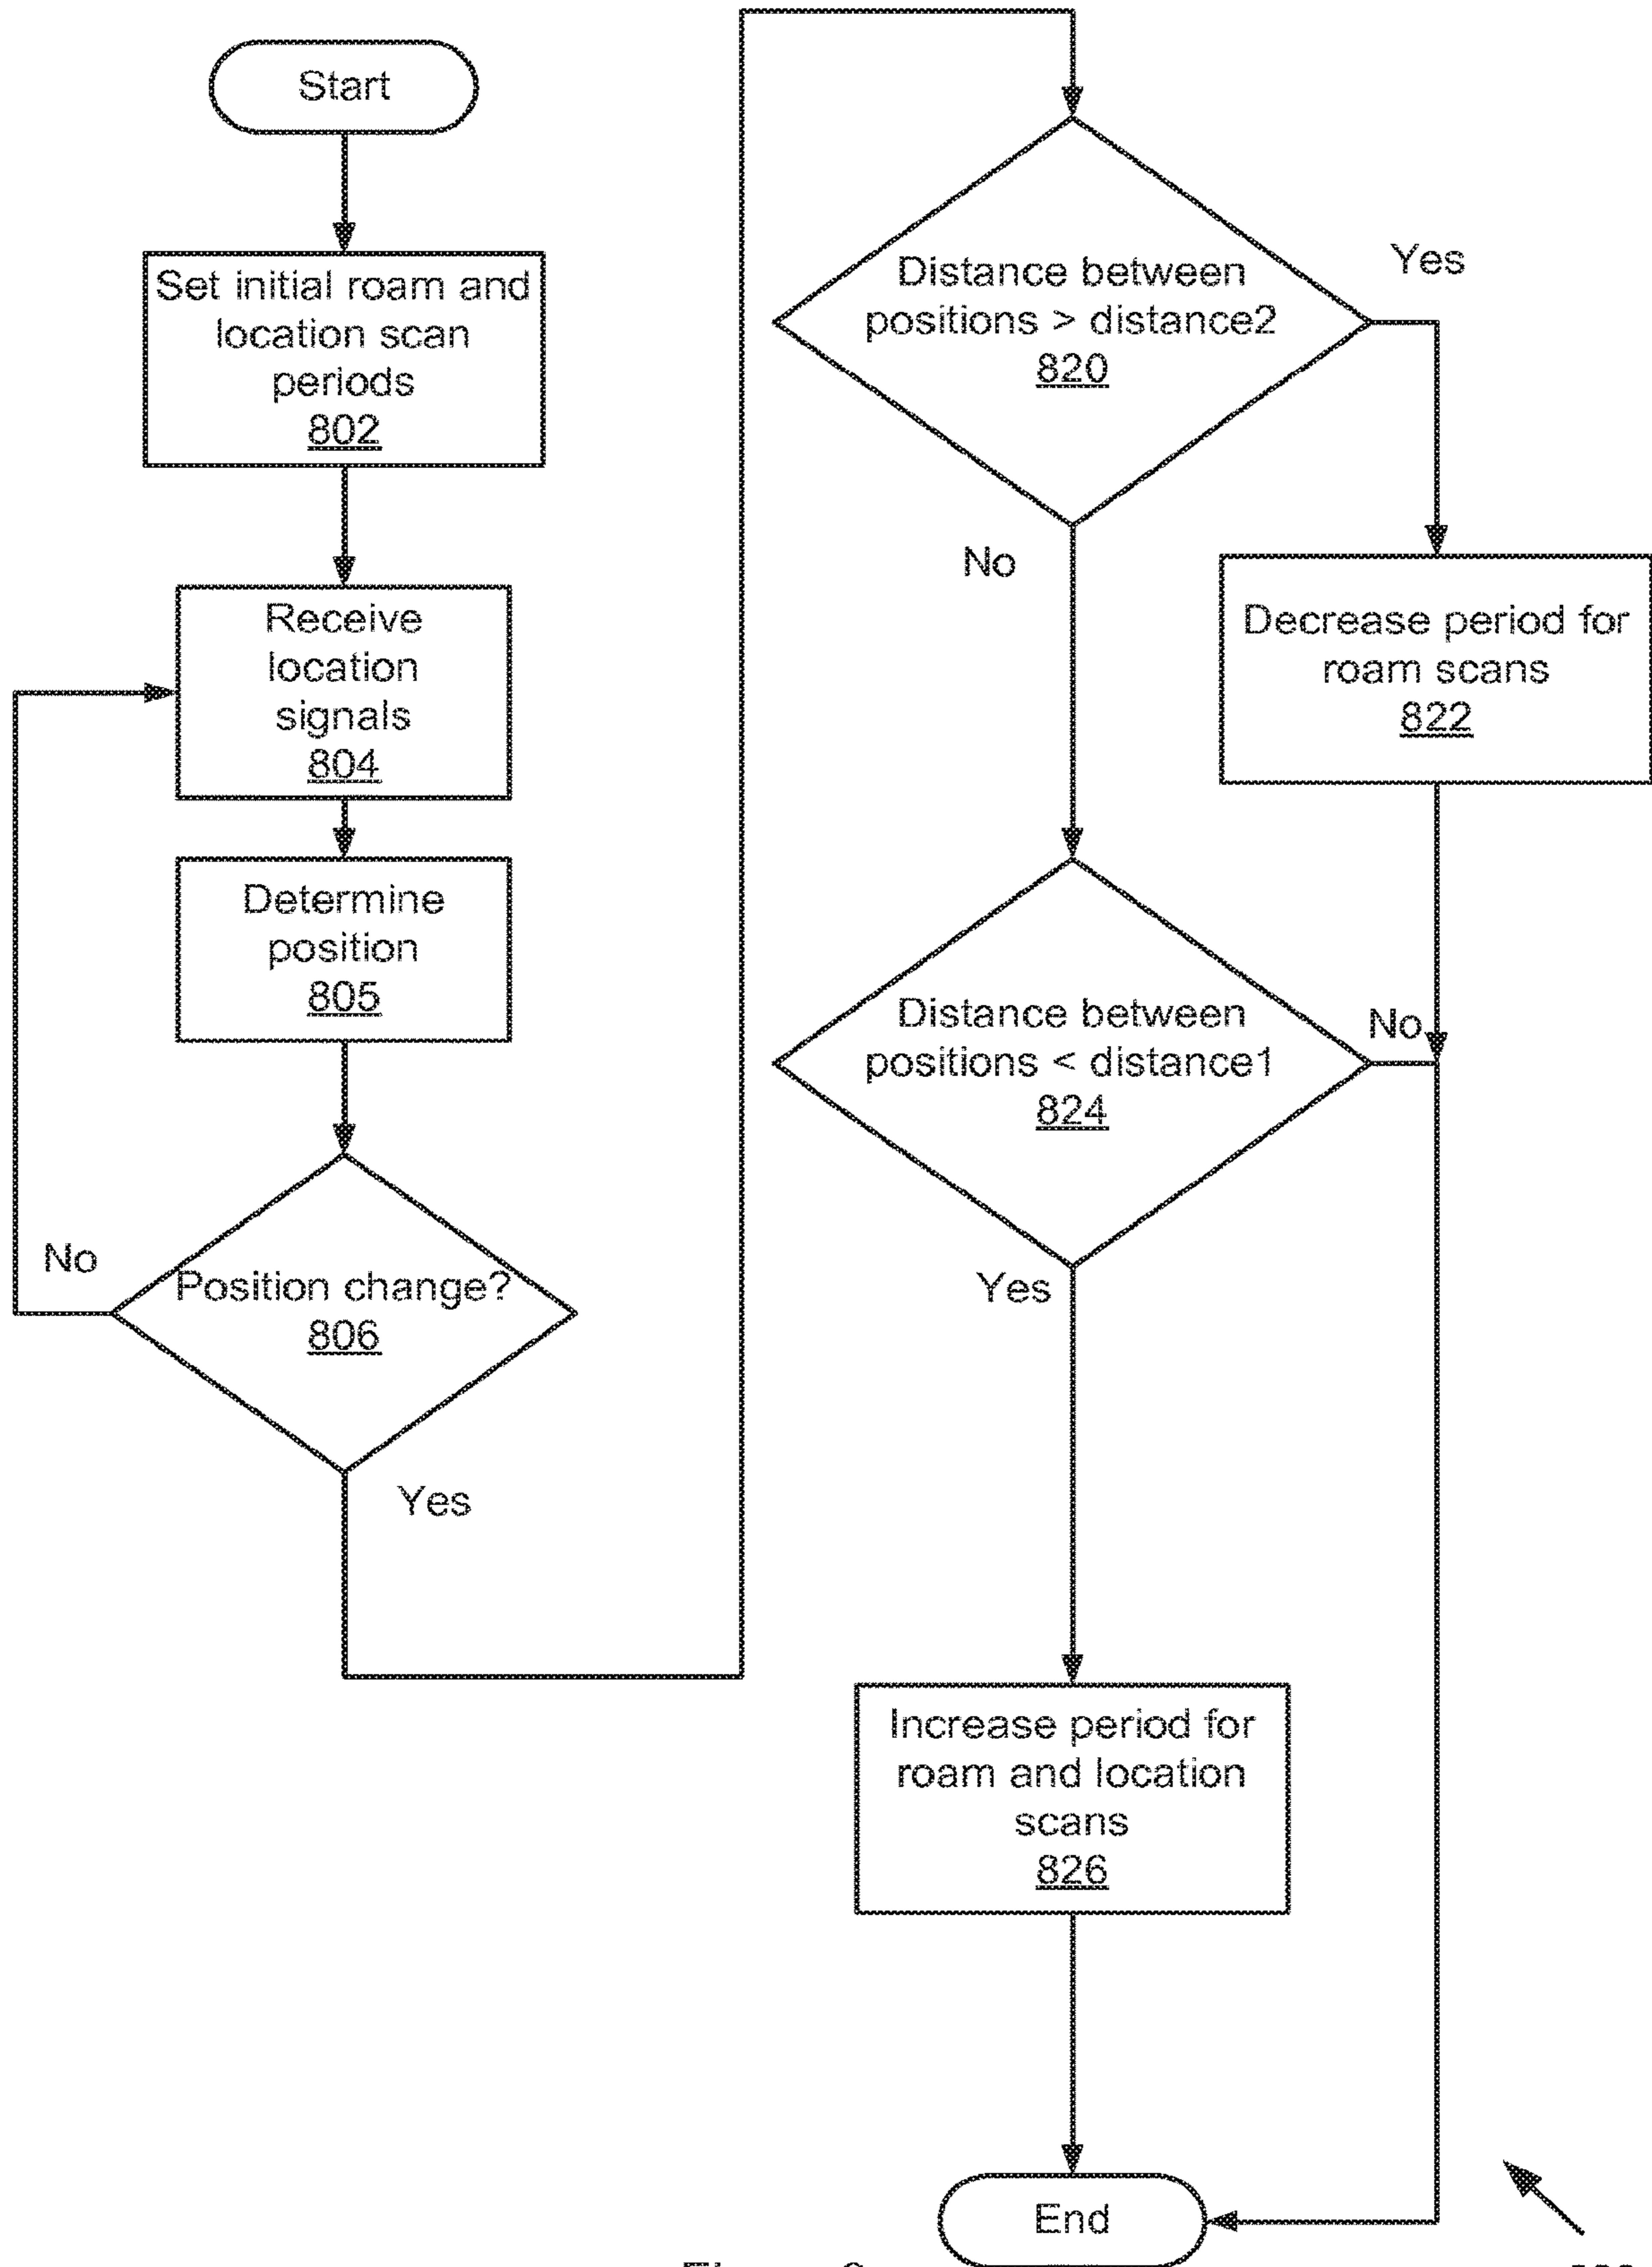 Start
Set initial roam and
location scan
periods
802
Receive
location
signals
804
Determine
position
805
Position change?
806
No
Yes
Distance between
positions > distance2
820
Yes
No
Decrease period for
roam scans
822
Distance between
positions < distance1
824
No
Yes
Increase period for
roam and location
scans
826
End